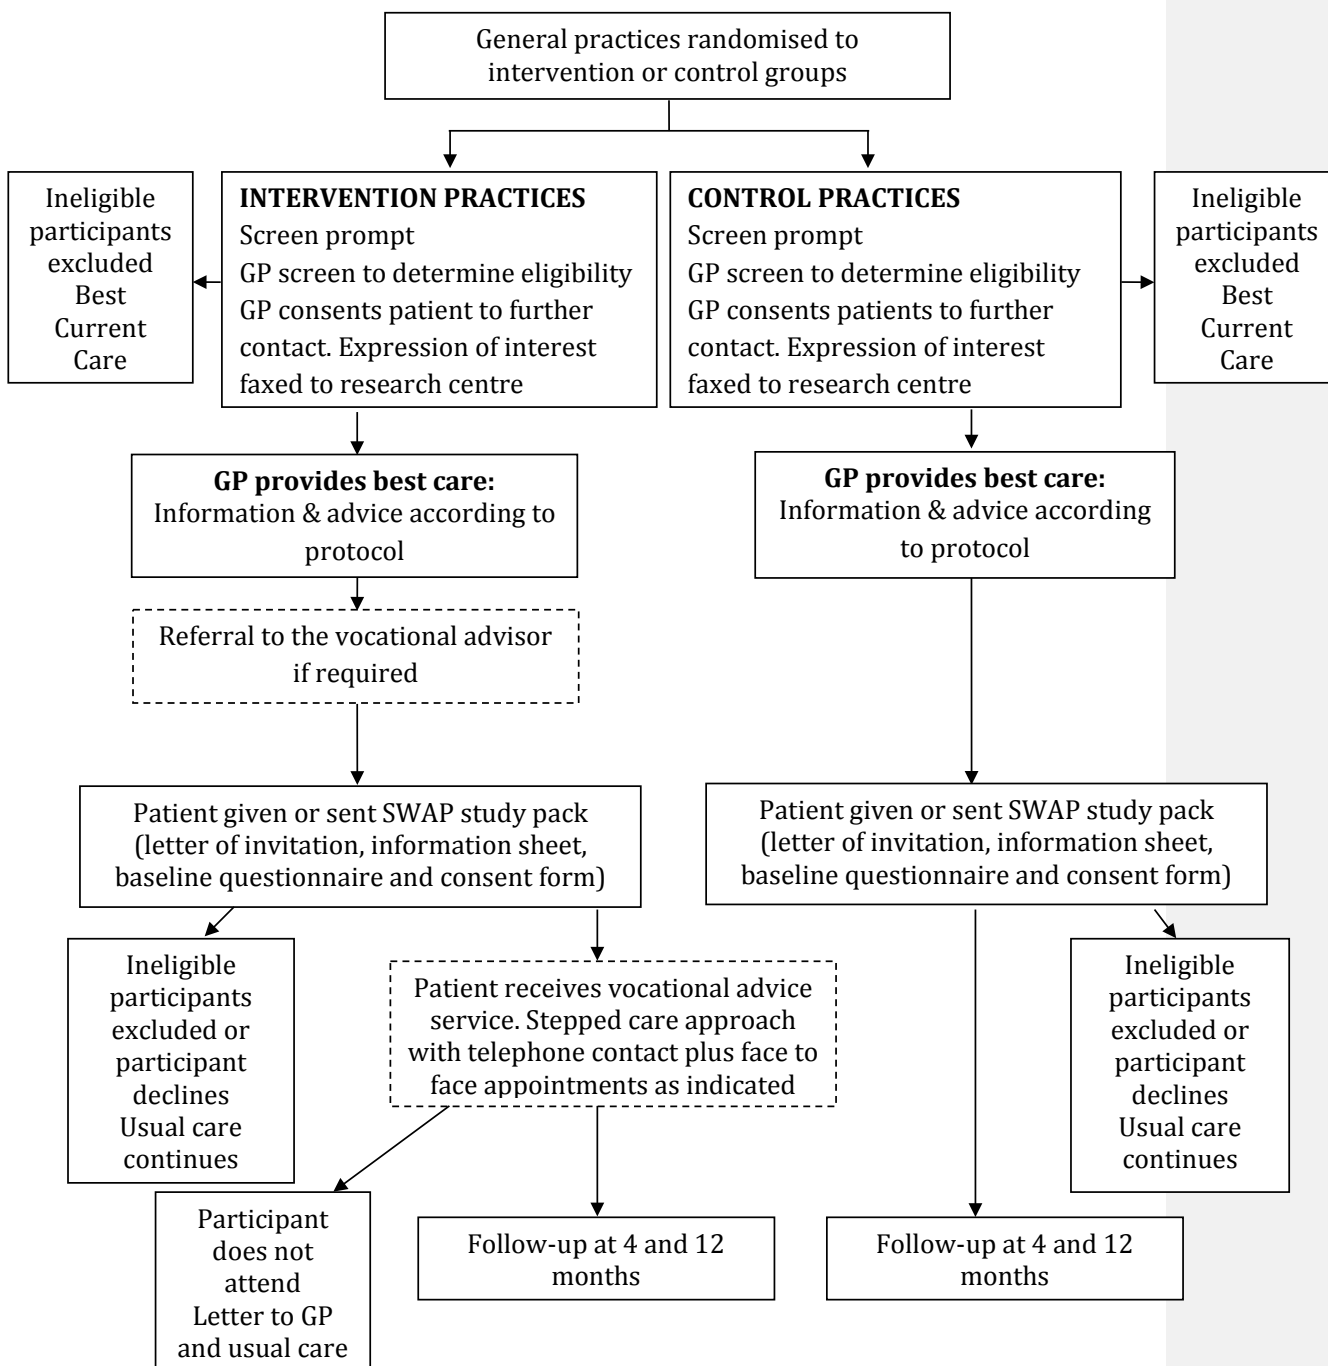 General practices randomised to
intervention or control groups
Ineligible
participants
excluded
Best
Current
Care
INTERVENTION PRACTICES
Screen prompt
GP screen to determine eligibility
GP consents patient to further
contact. Expression of interest
faxed to research centre
CONTROL PRACTICES
Screen prompt
GP screen to determine eligibility
GP consents patients to further
contact. Expression of interest
faxed to research centre
Ineligible
participants
excluded
Best
Current
Care
GP provides best care:
Information & advice according to
protocol
GP provides best care:
Information & advice according
to protocol
Referral to the vocational advisor
if required
Patient given or sent SWAP study pack
(letter of invitation, information sheet,
baseline questionnaire and consent form)
Patient given or sent SWAP study pack
(letter of invitation, information sheet,
baseline questionnaire and consent form)
Ineligible
participants
excluded or
participant
declines
Usual care
continues
Patient receives vocational advice
service. Stepped care approach
with telephone contact plus face to
face appointments as indicated
Ineligible
participants
excluded or
participant
declines
Usual care
continues
Participant
does not
attend
Letter to GP
and usual care
Follow-up at 4 and 12
months
Follow-up at 4 and 12
months